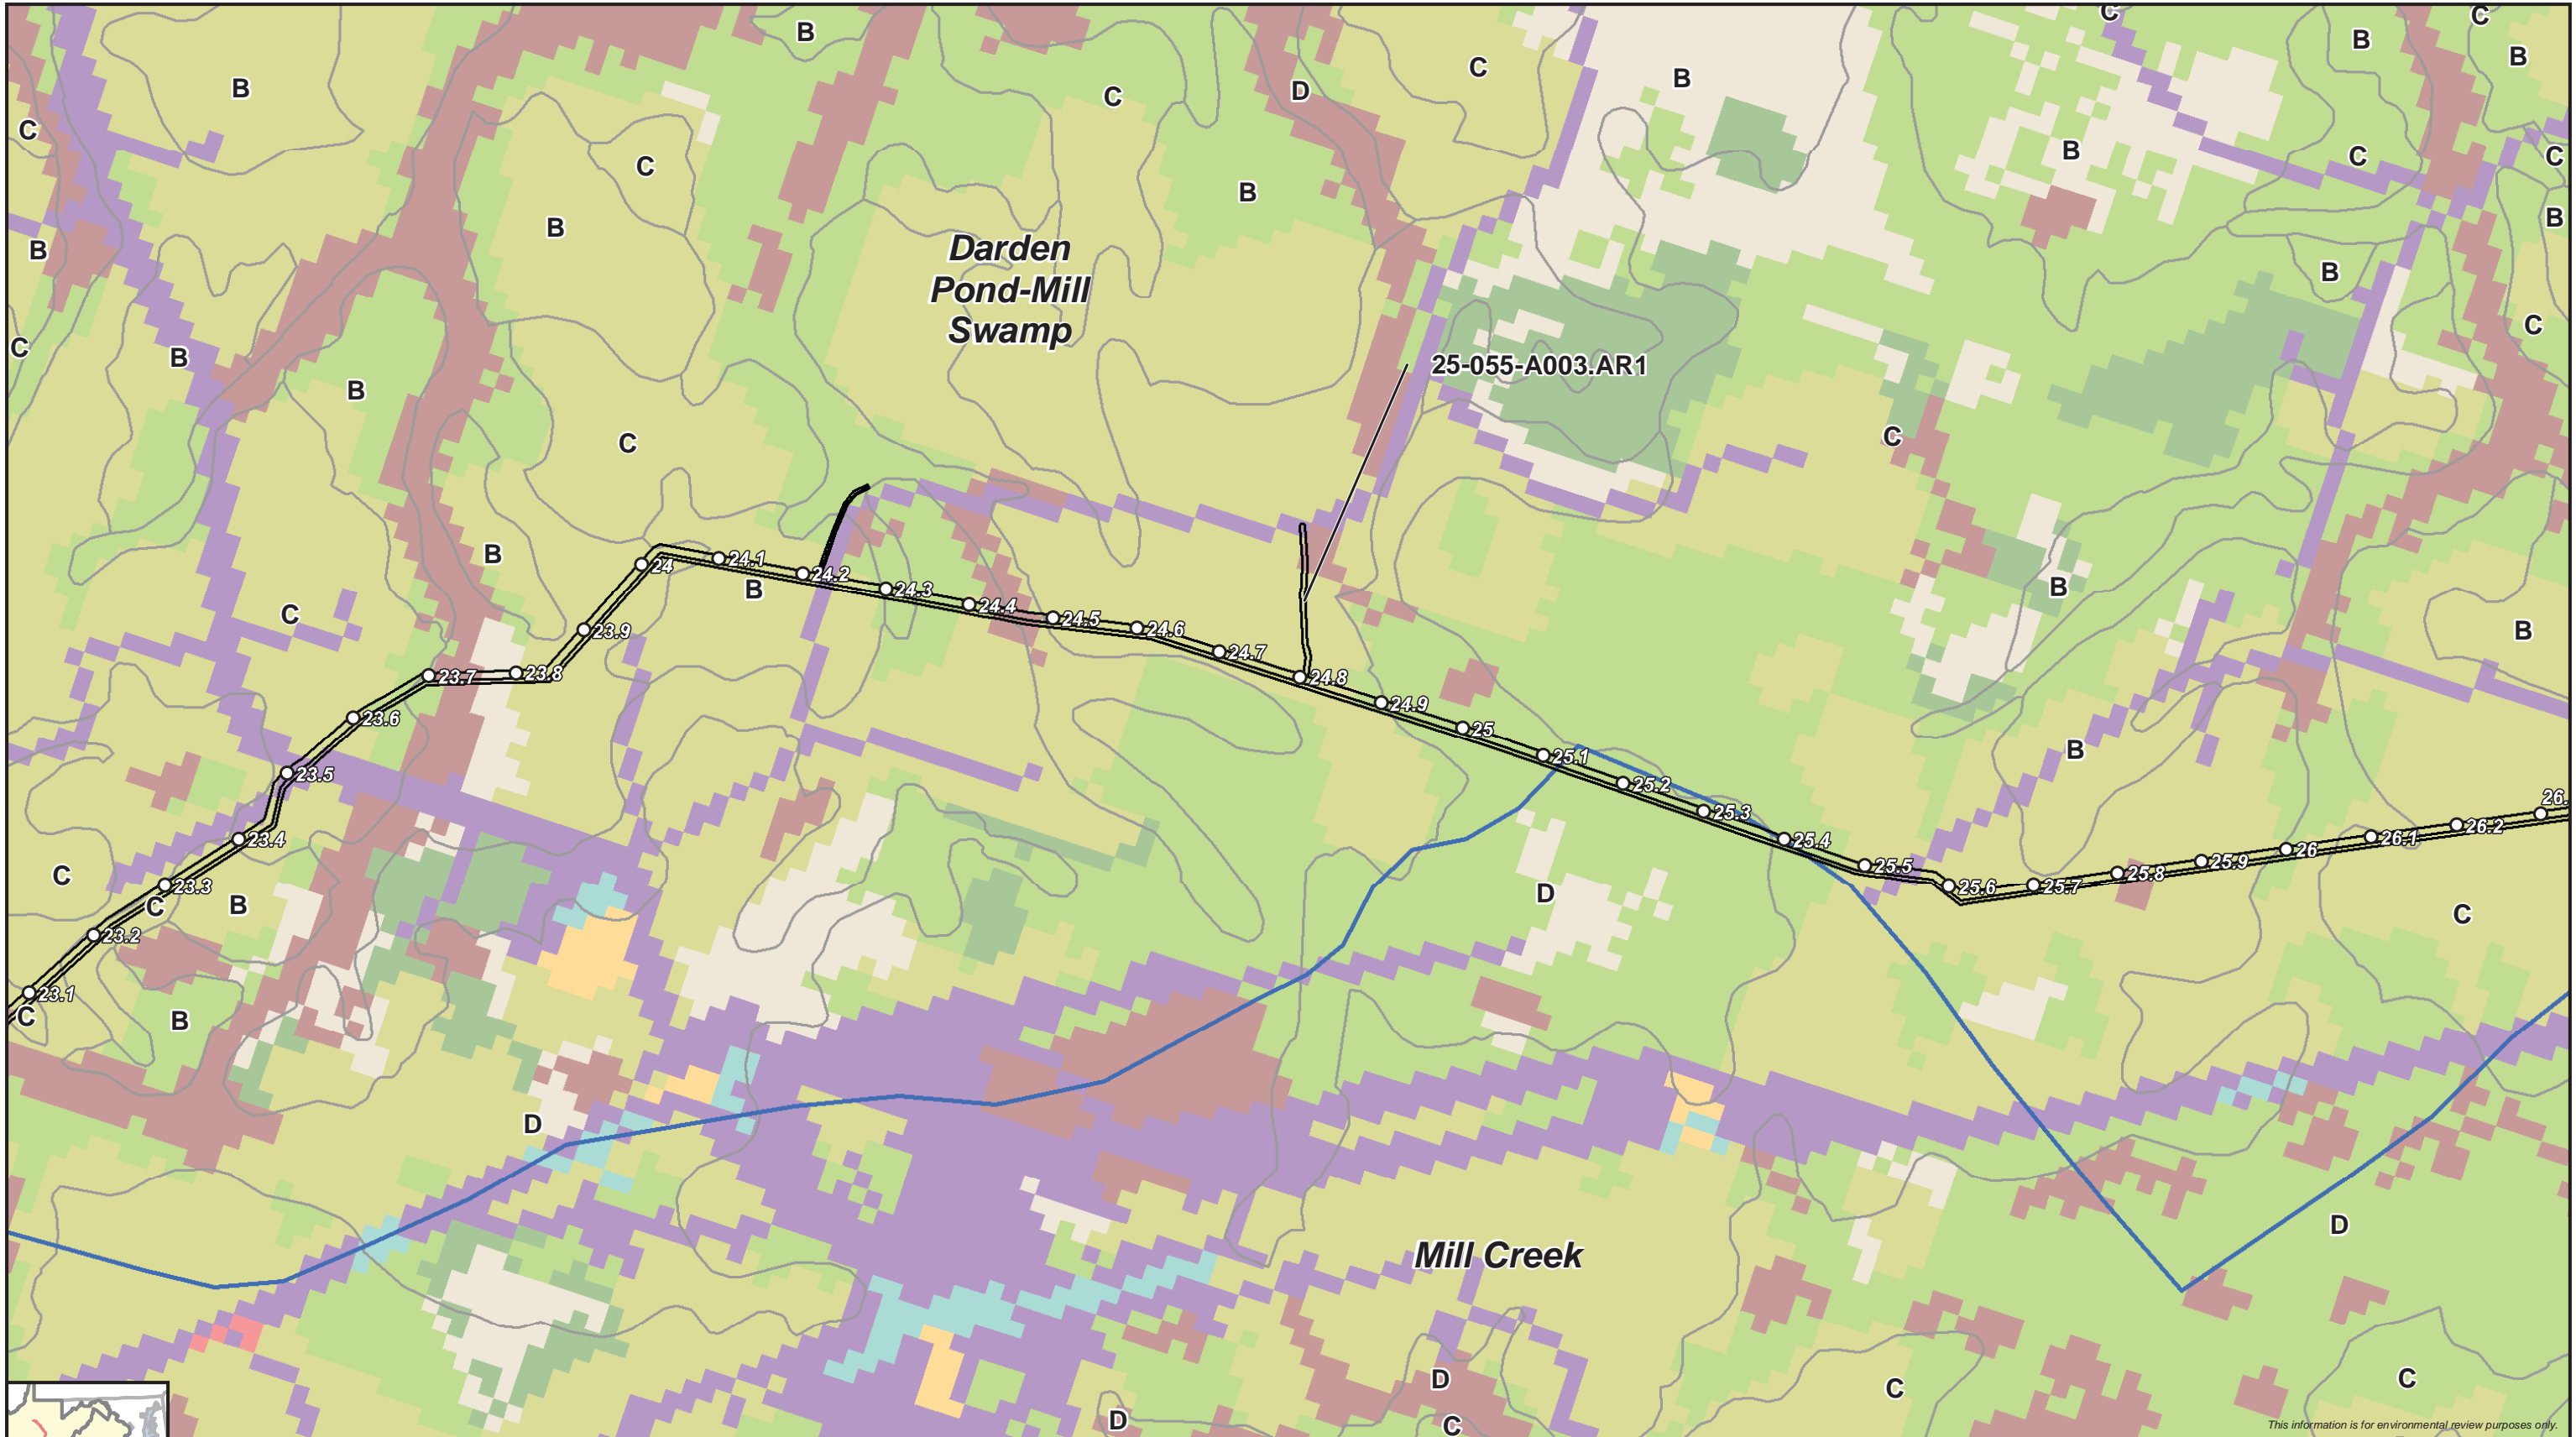 C
C
B
C
B
B
B
C
B
D
C
C
B
B
C
B
B
C
C
C
B
B
B
B
Darden
Pond-Mill
Swamp
B
C
C
B
B
25-055-A003.AR1
C
C
B
24
24.1
24.2
24.3
24.4
24.5
24.6
24.7
24.8
24.9
25
25.1
25.2
25.3
25.4
25.5
25.6
25.7
25.8
25.9
26
26.1
26.2
26.
B
B
C
B
B
23.9
23.8
23.7
23.6
23.5
23.4
23.3
23.2
23.1
B
C
C
B
D
C
C
B
D
D
Mill Creek
D
C
C
D
C
This information is for environmental review purposes only.